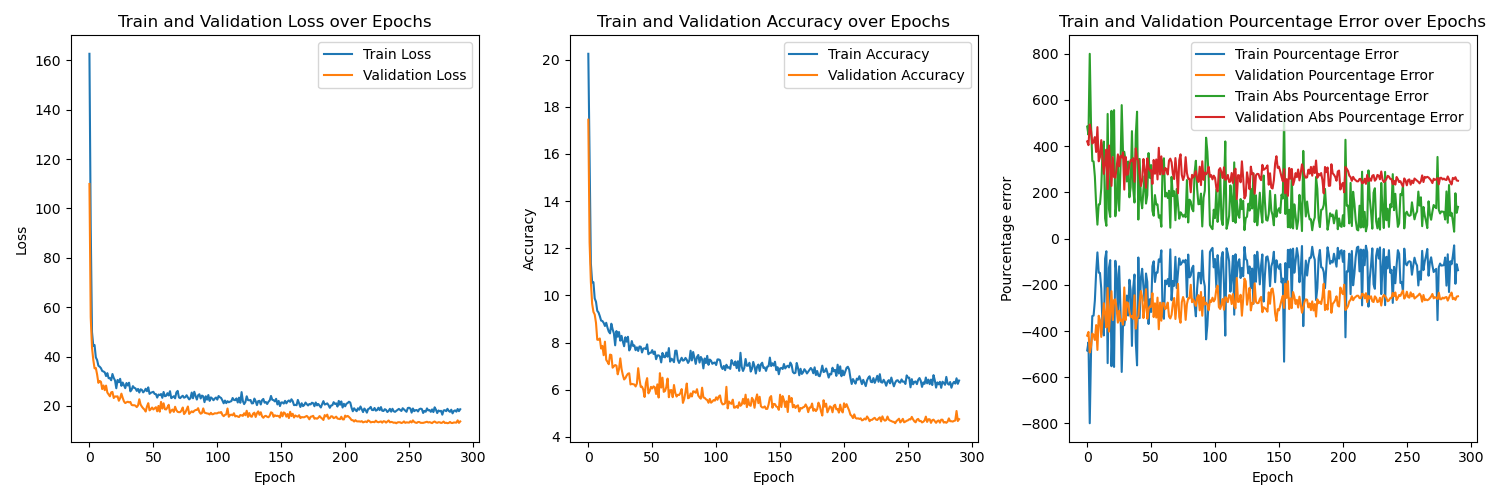 Train and Validation Loss over Epochs
Train Loss
Validation Loss
160
140
120
100
80
60
40
20
Loss
0
50
100
150
200
250
300
Epoch
Train and Validation Accuracy over Epochs
Train Accuracy
Validation Accuracy
20
18
16
14
12
10
8
6
4
Accuracy
0
50
100
150
200
250
300
Epoch
Train and Validation Pourcentage Error over Epochs
Train Pourcentage Error
Validation Pourcentage Error
Train Abs Pourcentage Error
Validation Abs Pourcentage Error
800
600
400
200
0
−200
−400
−600
−800
Pourcentage error
0
50
100
150
200
250
300
Epoch